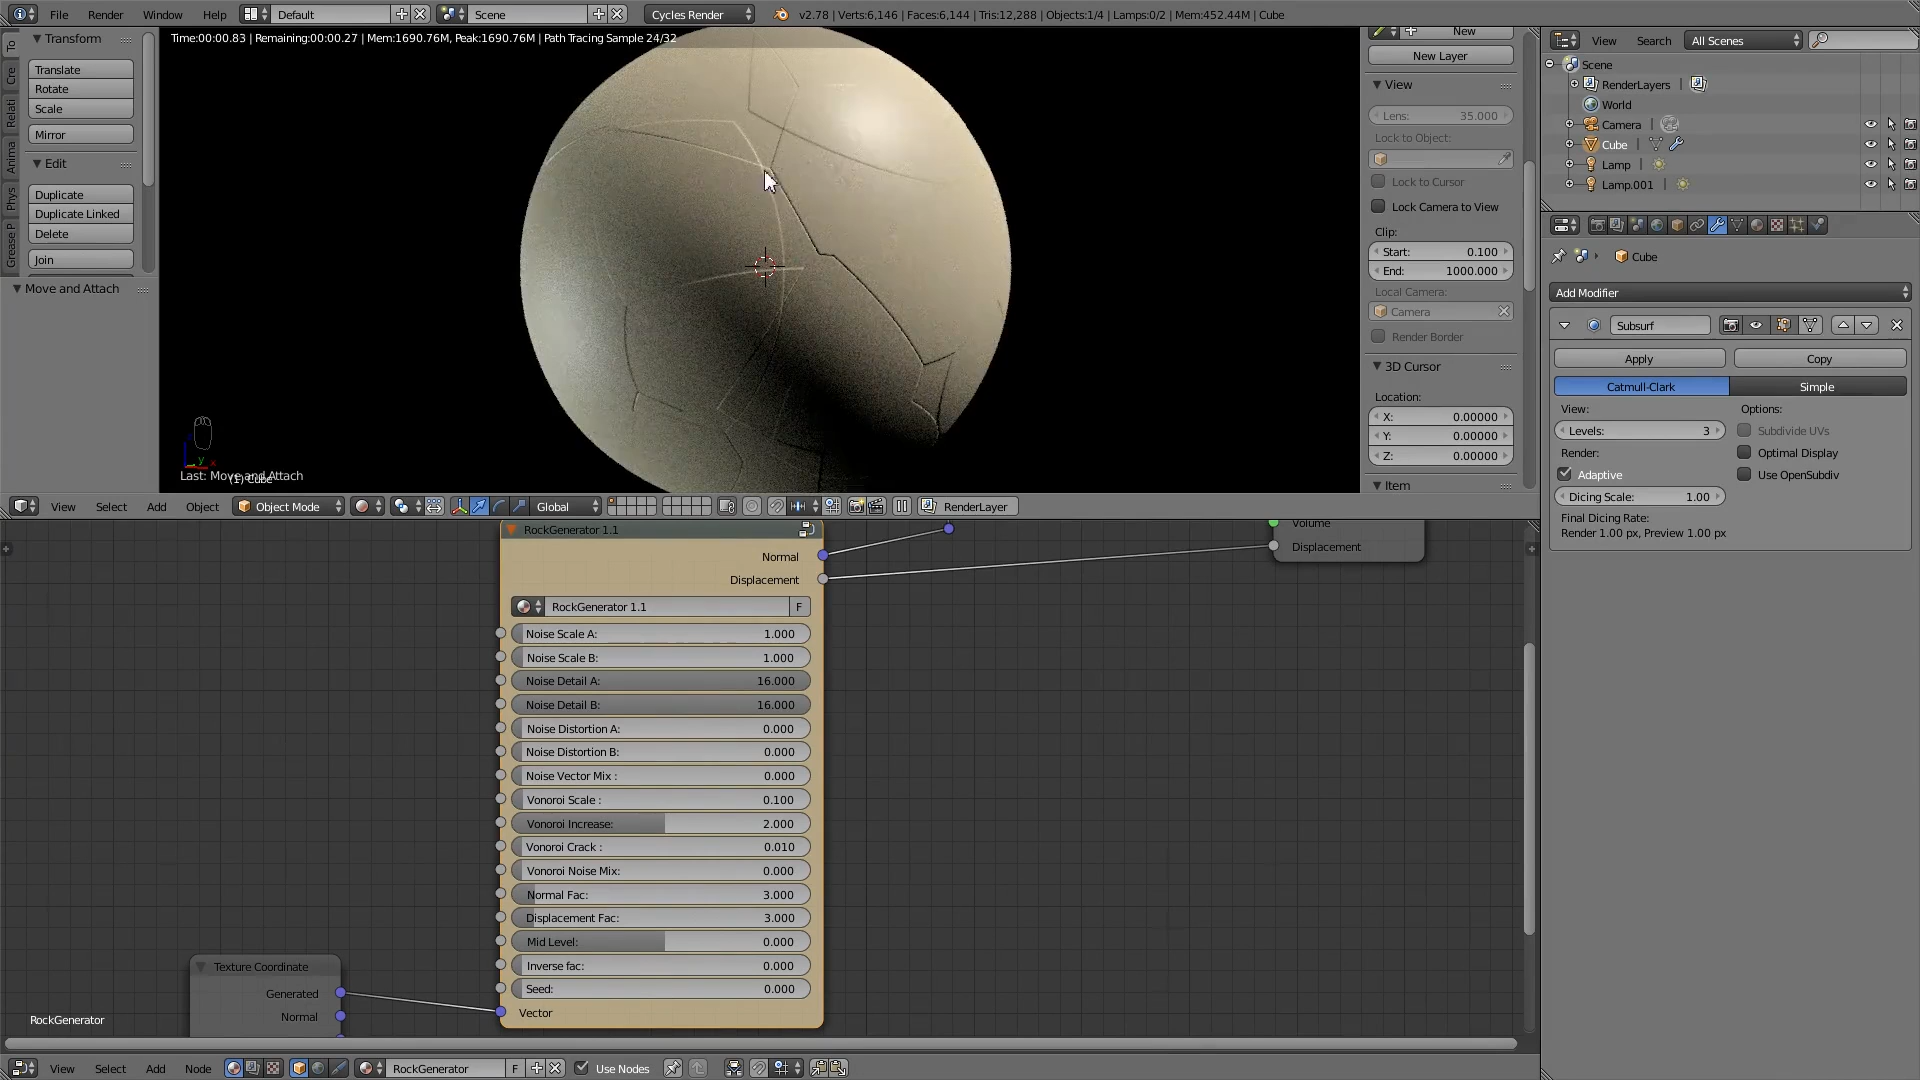 File Render Window Help Default Scene Cycles Render v2.78 | Verts:6,146 | Faces:6,144 | Tris:12,288 | Objects:1/4 | Lamps:0/2 | Mem:452.44M | Cube
Time:00:00.83 | Remaining:00:00.27 | Mem:1690.76M, Peak:1690.76M | Path Tracing Sample 24/32
To
Cre
Relati
Anima
Phys
Grease P
Transform
Translate
Rotate
Scale
Mirror
Edit
Duplicate
Duplicate Linked
Delete
Join
Move and Attach
Last: Move and Attach
(1) Cube
New
New Layer
View
Lens: 35.000
Lock to Object:
Lock to Cursor
Lock Camera to View
Clip:
Start: 0.100
End: 1000.000
Local Camera:
Camera
Render Border
3D Cursor
Location:
X: 0.00000
Y: 0.00000
Z: 0.00000
Item
View Search All Scenes
Scene
RenderLayers
World
Camera
Cube
Lamp
Lamp.001
Cube
Add Modifier
Subsurf
Apply Copy
Catmull-Clark Simple
View: Options:
Levels: 3 Subdivide UVs
Render: Optimal Display
Adaptive Use OpenSubdiv
Dicing Scale: 1.00
Final Dicing Rate:
Render 1.00 px, Preview 1.00 px
View Select Add Object Object Mode Global RenderLayer
RockGenerator 1.1
Normal
Displacement
RockGenerator 1.1 F
Noise Scale A: 1.000
Noise Scale B: 1.000
Noise Detail A: 16.000
Noise Detail B: 16.000
Noise Distortion A: 0.000
Noise Distortion B: 0.000
Noise Vector Mix : 0.000
Vonoroi Scale : 0.100
Vonoroi Increase: 2.000
Vonoroi Crack : 0.010
Vonoroi Noise Mix: 0.000
Normal Fac: 3.000
Displacement Fac: 3.000
Mid Level: 0.000
Inverse fac: 0.000
Seed: 0.000
Vector
Volume
Displacement
Texture Coordinate
Generated
Normal
RockGenerator
View Select Add Node RockGenerator F Use Nodes